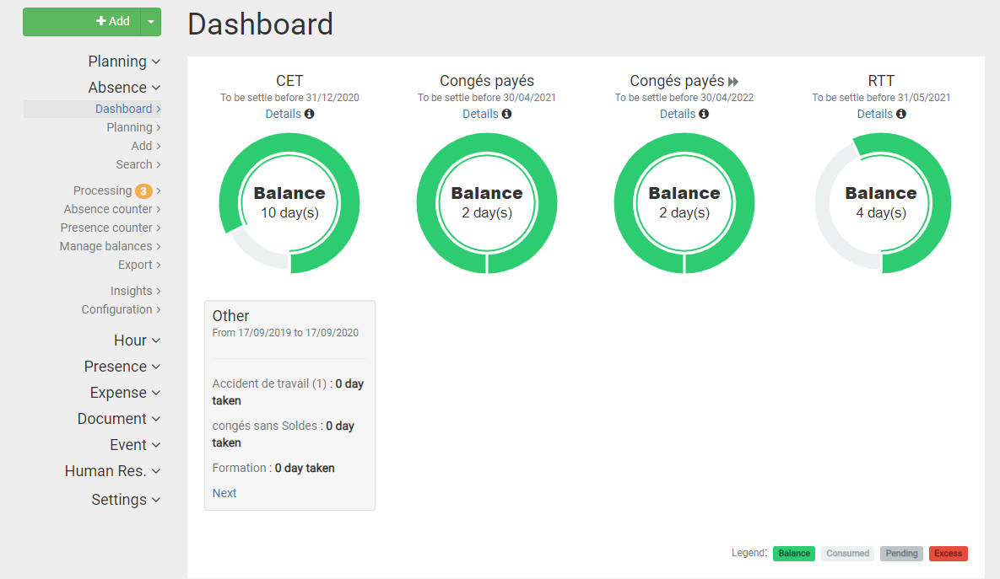 Add
Dashboard
Planning
Absence
Dashboard
Planning
Add
Search
Processing 3
Absence counter
Presence counter
Manage balances
Export
Insights
Configuration
Hour
Presence
Expense
Document
Event
Human Res.
Settings
CET
To be settle before 31/12/2020
Details
Balance
10 day(s)
Congés payés
To be settle before 30/04/2021
Details
Balance
2 day(s)
Congés payés
To be settle before 30/04/2022
Details
Balance
2 day(s)
RTT
To be settle before 31/05/2021
Details
Balance
4 day(s)
Other
From 17/09/2019 to 17/09/2020
Accident de travail (1) : 0 day
taken
congés sans Soldes : 0 day
taken
Formation : 0 day taken
Next
Legend: Balance Consumed Pending Excess